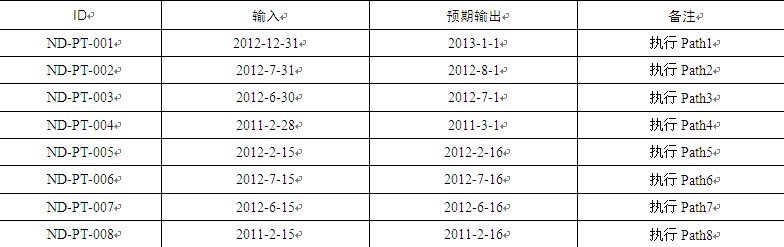 ID 输入 预期输出 备注
ND-PT-001 2012-12-31 2013-1-1 执行 Path1
ND-PT-002 2012-7-31 2012-8-1 执行 Path2
ND-PT-003 2012-6-30 2012-7-1 执行 Path3
ND-PT-004 2011-2-28 2011-3-1 执行 Path4
ND-PT-005 2012-2-15 2012-2-16 执行 Path5
ND-PT-006 2012-7-15 2012-7-16 执行 Path6
ND-PT-007 2012-6-15 2012-6-16 执行 Path7
ND-PT-008 2011-2-15 2011-2-16 执行 Path8